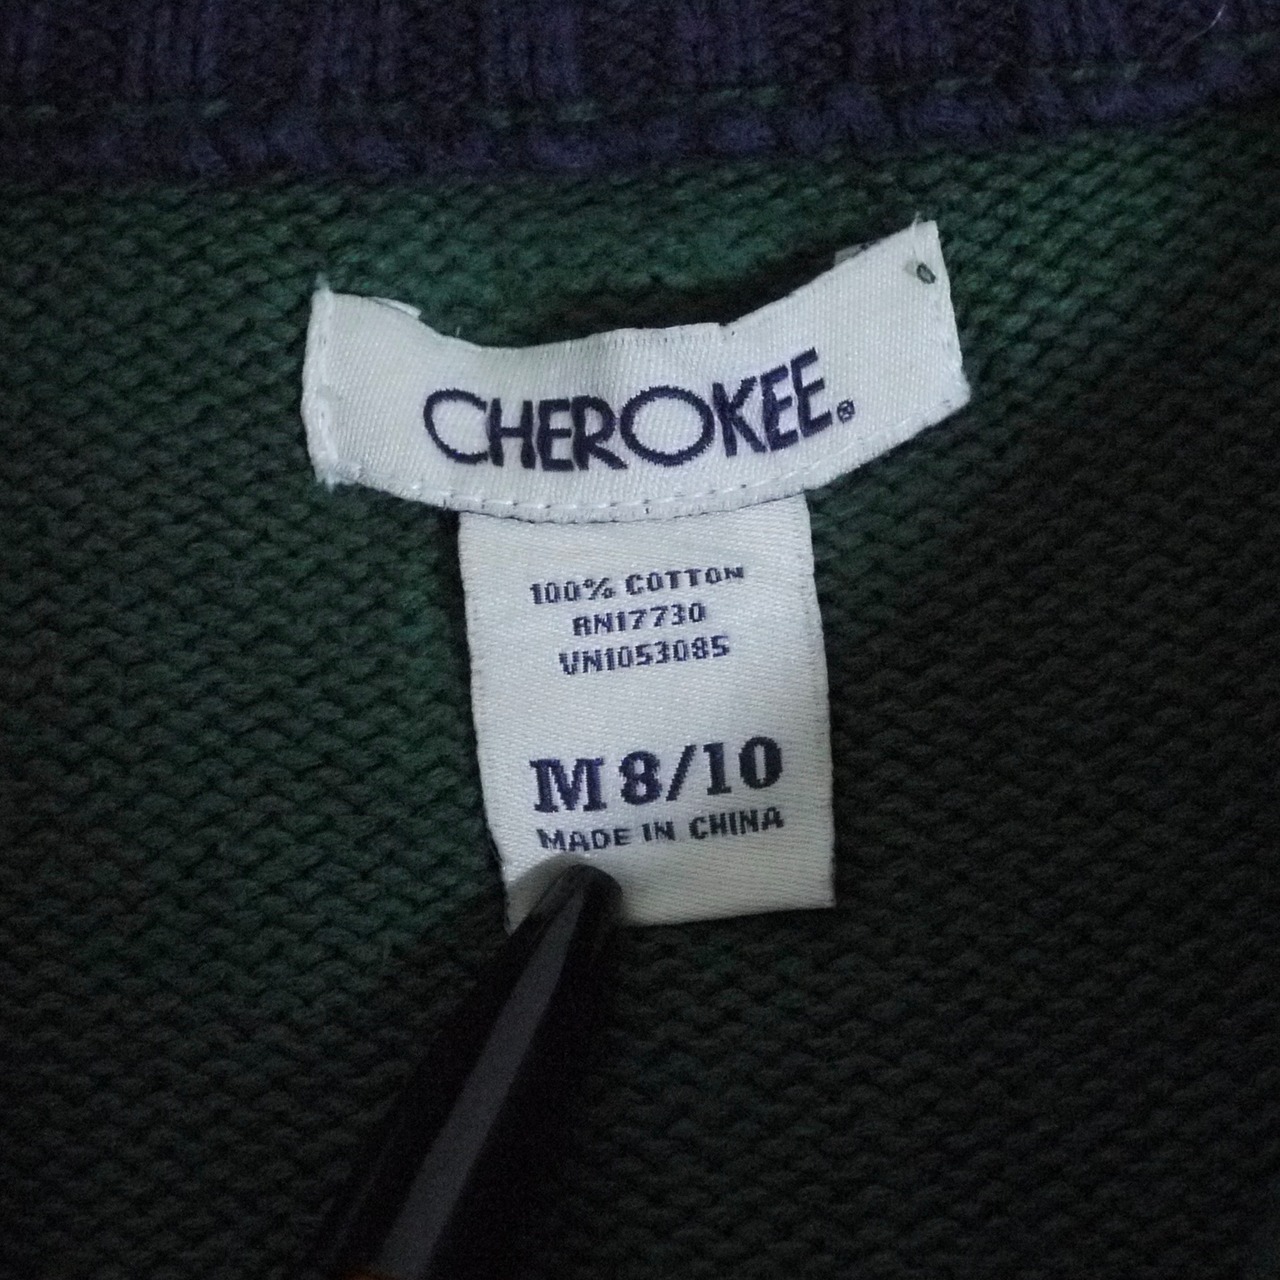 CHEROKEE®
100% COTTON
RN17730
VN1053085
M 8/10
MADE IN CHINA